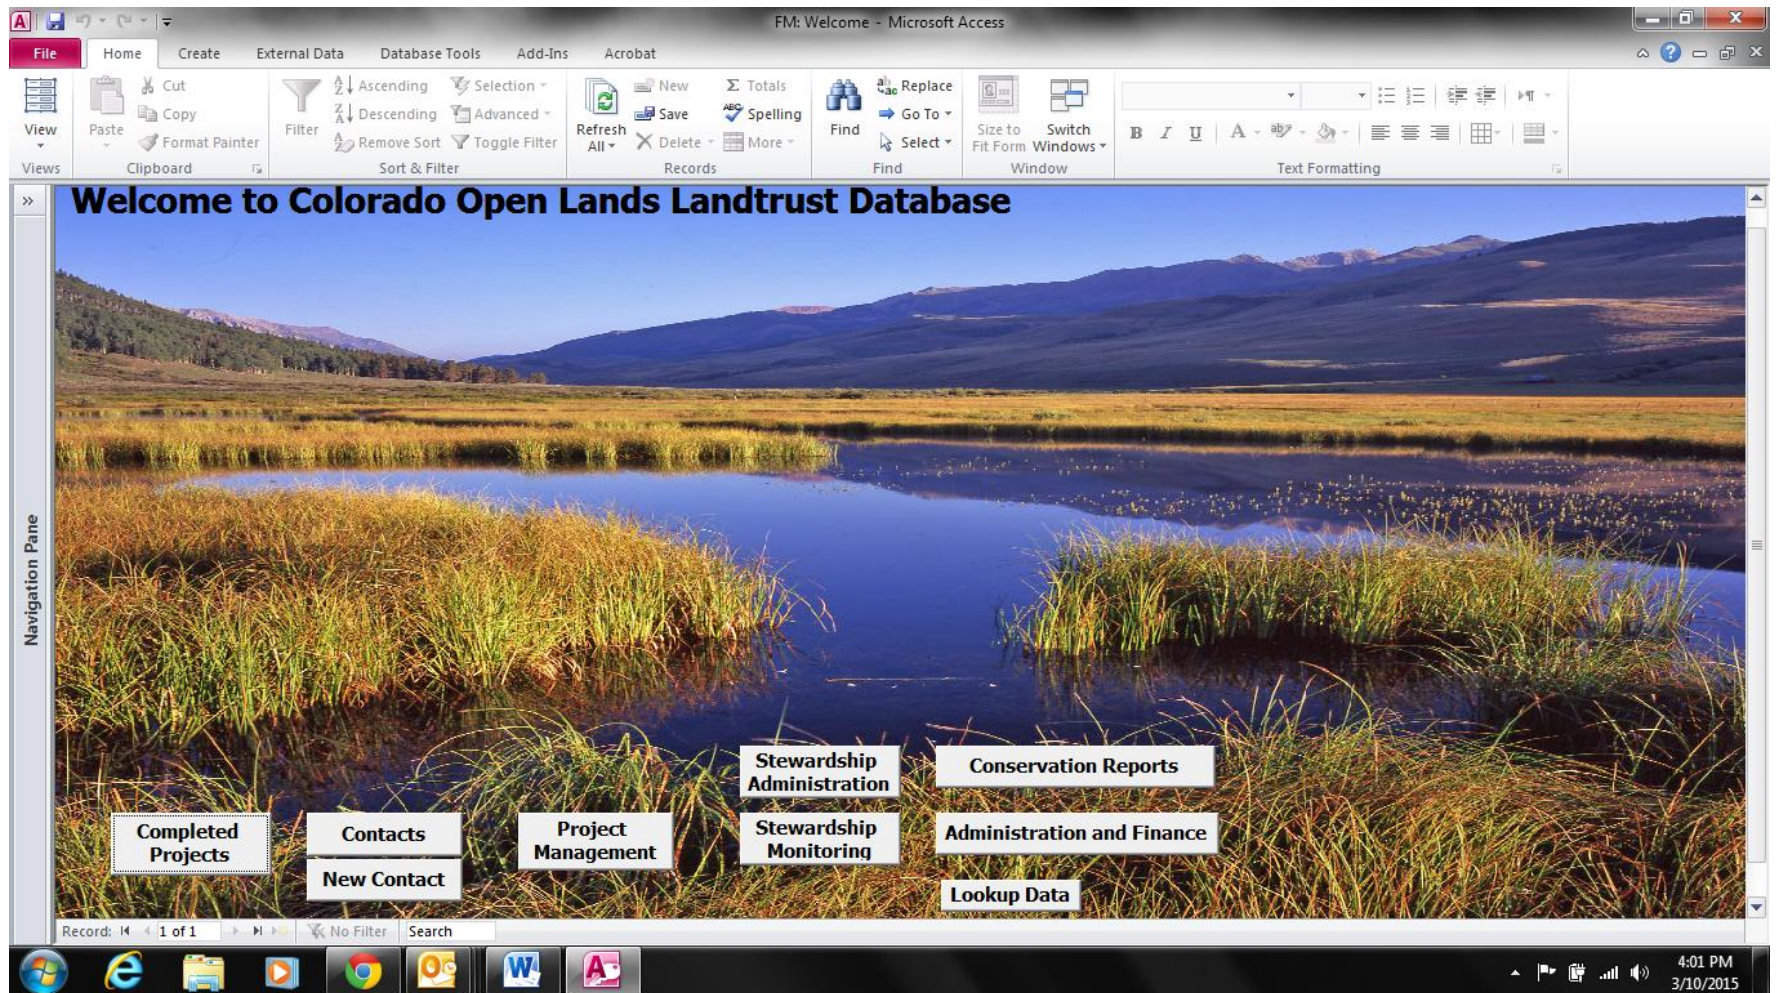 FM: Welcome - Microsoft Access
File Home Create External Data Database Tools Add-Ins Acrobat
View
Views
Paste
Cut
Copy
Format Painter
Clipboard
Filter
Ascending
Descending
Remove Sort
Selection
Advanced
Toggle Filter
Sort & Filter
Refresh
All
New
Save
Delete
Totals
Spelling
More
Records
Find
Replace
Go To
Select
Find
Size to
Fit Form
Switch
Windows
Window
B I U A
Text Formatting
Navigation Pane
Welcome to Colorado Open Lands Landtrust Database
Stewardship
Administration
Conservation Reports
Completed
Projects
Contacts
New Contact
Project
Management
Stewardship
Monitoring
Administration and Finance
Lookup Data
Record: 1 of 1 No Filter Search
4:01 PM
3/10/2015